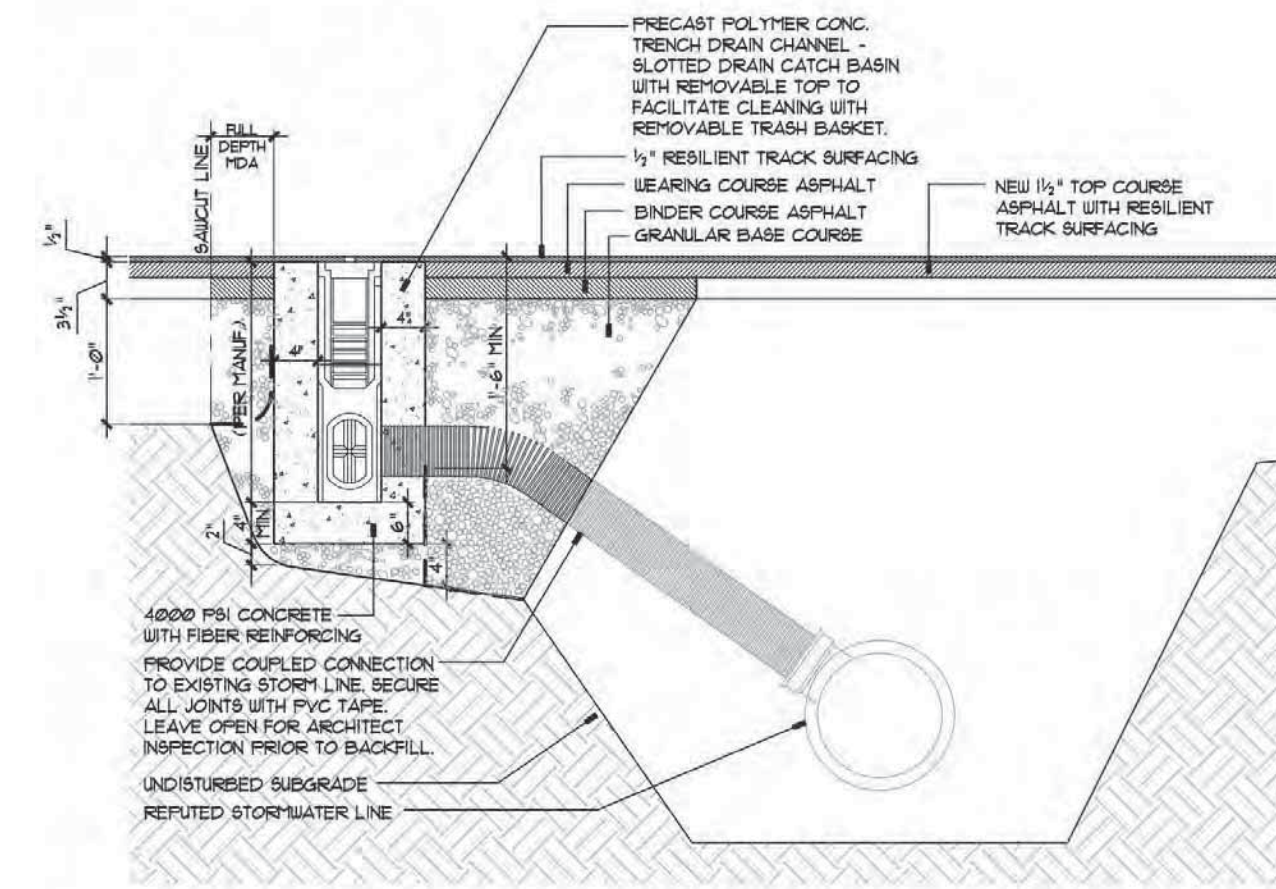 PRECAST POLYMER CONC.
TRENCH DRAIN CHANNEL -
SLOTTED DRAIN CATCH BASIN
WITH REMOVABLE TOP TO
FACILITATE CLEANING WITH
REMOVABLE TRASH BASKET.
½" RESILIENT TRACK SURFACING
WEARING COURSE ASPHALT
BINDER COURSE ASPHALT
GRANULAR BASE COURSE
NEW 1½" TOP COURSE
ASPHALT WITH RESILIENT
TRACK SURFACING
FULL
DEPTH
MDA
SAWCUT LINE
½"
3½"
1'-0"
(PER MANUF.)
4"
4"
1'-6" MIN
4"
MIN
2"
6"
4"
4000 PSI CONCRETE
WITH FIBER REINFORCING
PROVIDE COUPLED CONNECTION
TO EXISTING STORM LINE. SECURE
ALL JOINTS WITH PVC TAPE.
LEAVE OPEN FOR ARCHITECT
INSPECTION PRIOR TO BACKFILL.
UNDISTURBED SUBGRADE
REPUTED STORMWATER LINE